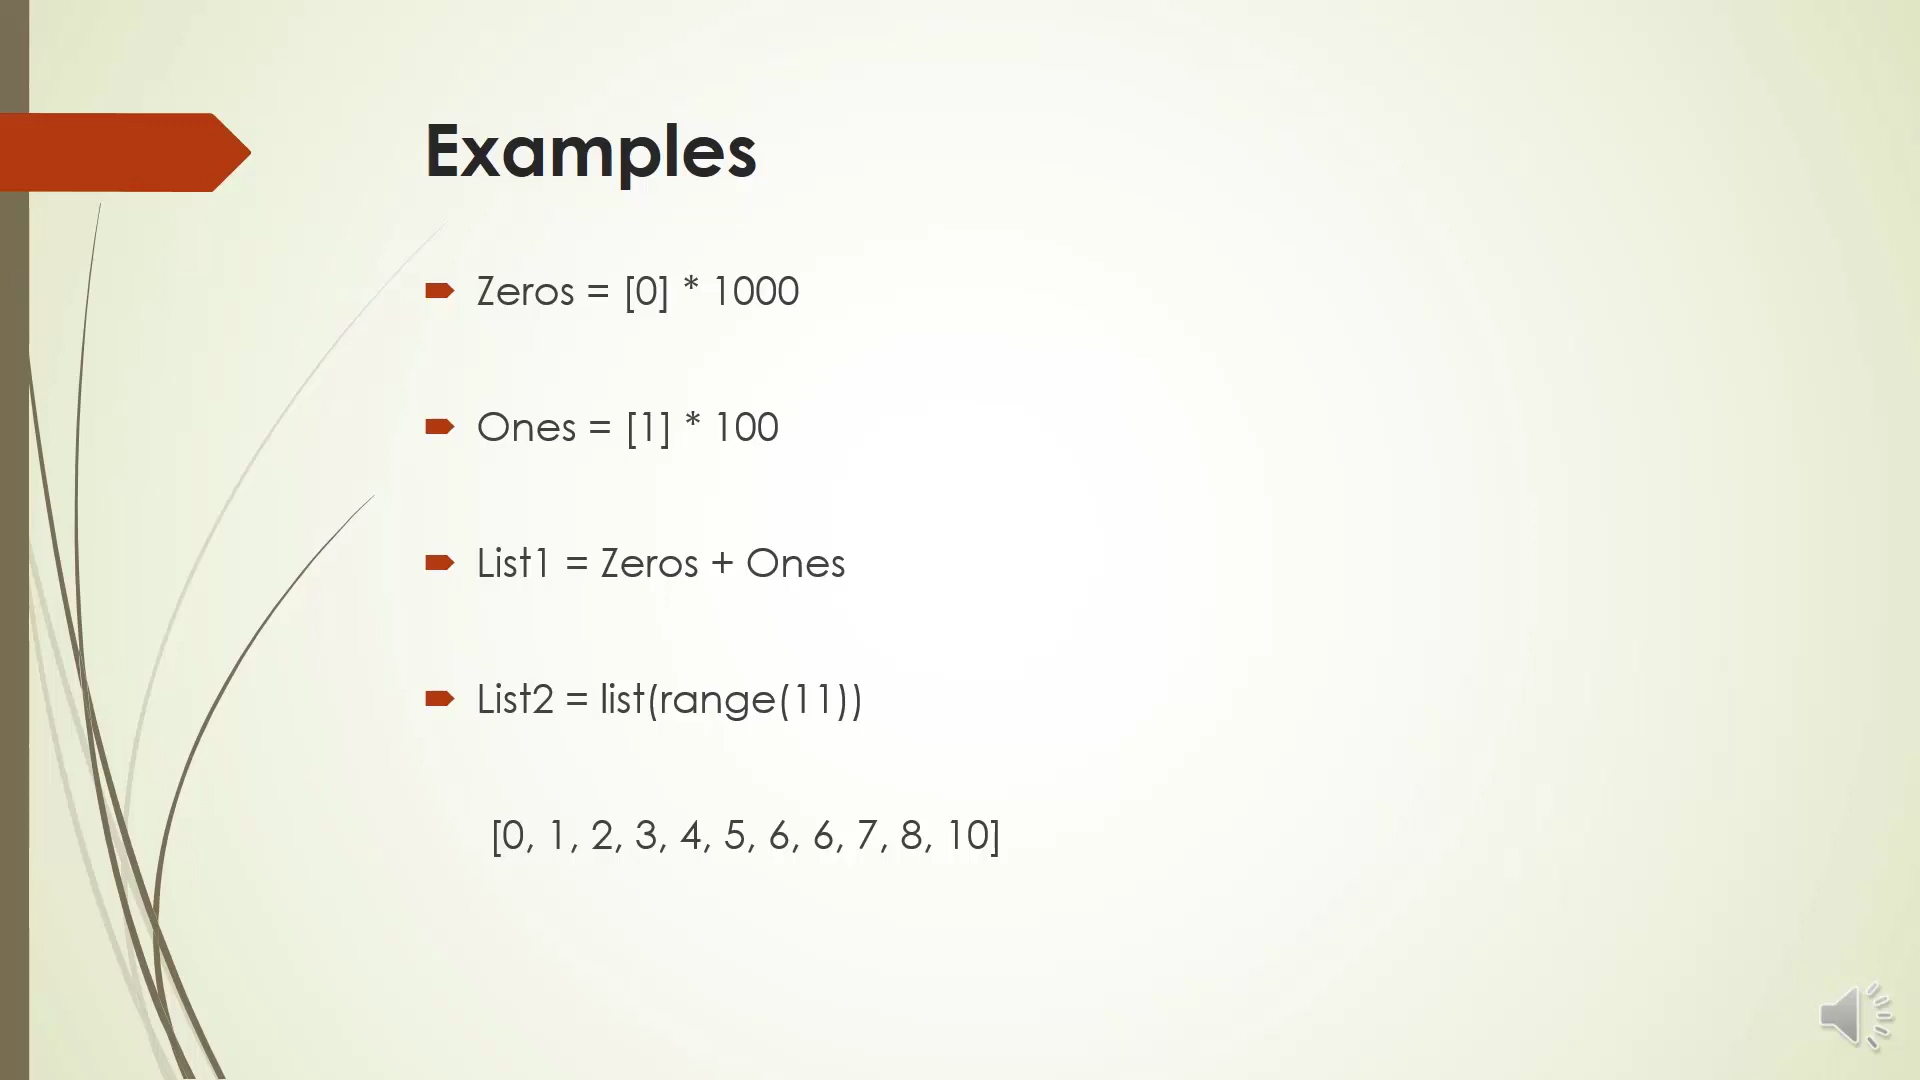 Examples
Zeros = [0] * 1000
Ones = [1] * 100
List1 = Zeros + Ones
List2 = list(range(11))
[0, 1, 2, 3, 4, 5, 6, 6, 7, 8, 10]